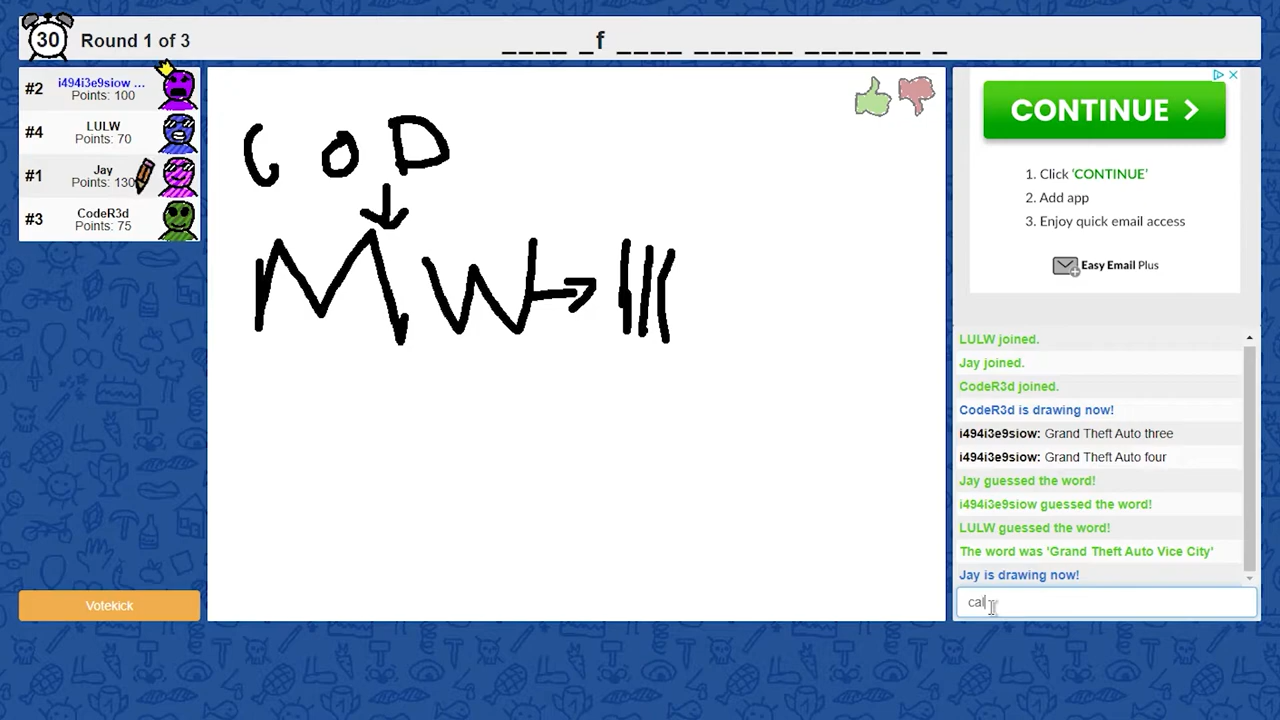 30 Round 1 of 3
____ _f ____ ______ _______ _
#2 i494i3e9siow ...
Points: 100
#4 LULW
Points: 70
#1 Jay
Points: 130
#3 CodeR3d
Points: 75
Votekick
COD
MW → III
CONTINUE >
1. Click 'CONTINUE'
2. Add app
3. Enjoy quick email access
Easy Email Plus
LULW joined.
Jay joined.
CodeR3d joined.
CodeR3d is drawing now!
i494i3e9siow: Grand Theft Auto three
i494i3e9siow: Grand Theft Auto four
Jay guessed the word!
i494i3e9siow guessed the word!
LULW guessed the word!
The word was 'Grand Theft Auto Vice City'
Jay is drawing now!
cal